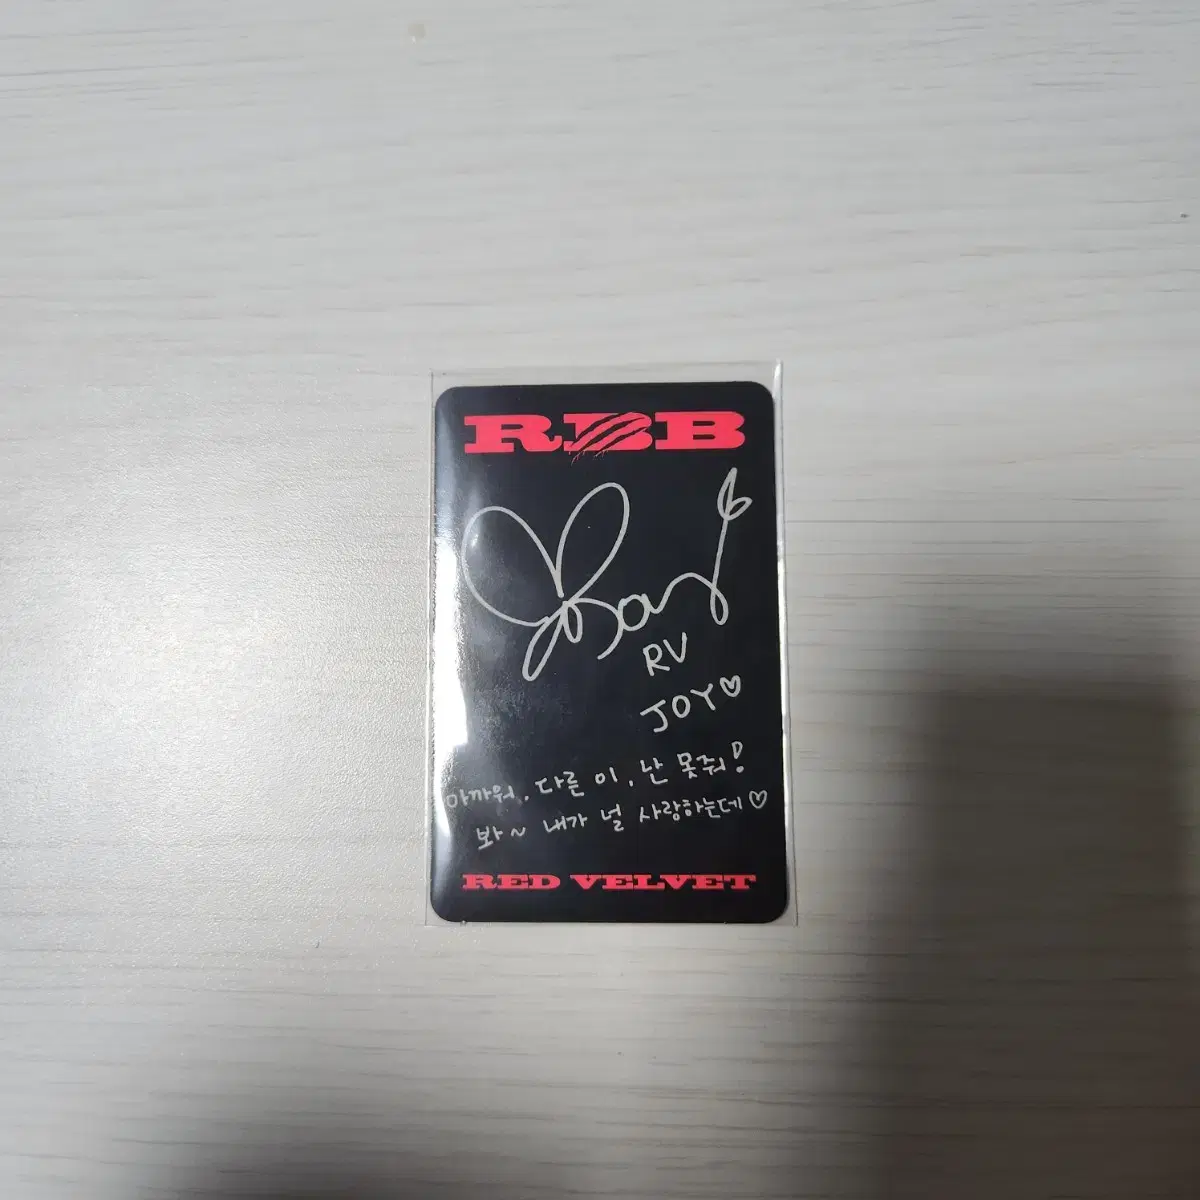 RBB
Joy
RV
JOY♡
아까워, 다른 이, 난 못줘!
봐~ 내가 널 사랑하는데♡
RED VELVET